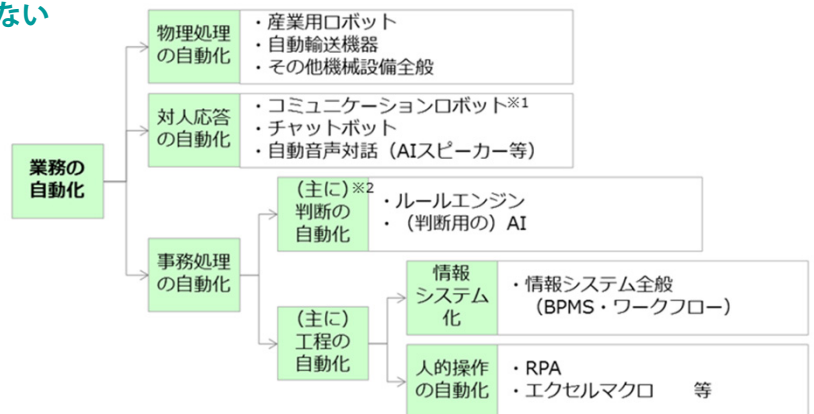 ない
業務の
自動化
物理処理
の自動化
・産業用ロボット
・自動輸送機器
・その他機械設備全般
対人応答
の自動化
・コミュニケーションロボット※1
・チャットボット
・自動音声対話（AIスピーカー等）
事務処理
の自動化
（主に）※2
判断の
自動化
・ルールエンジン
・（判断用の）AI
（主に）
工程の
自動化
情報
システム
化
・情報システム全般
（BPMS・ワークフロー）
人的操作
の自動化
・RPA
・エクセルマクロ　　等